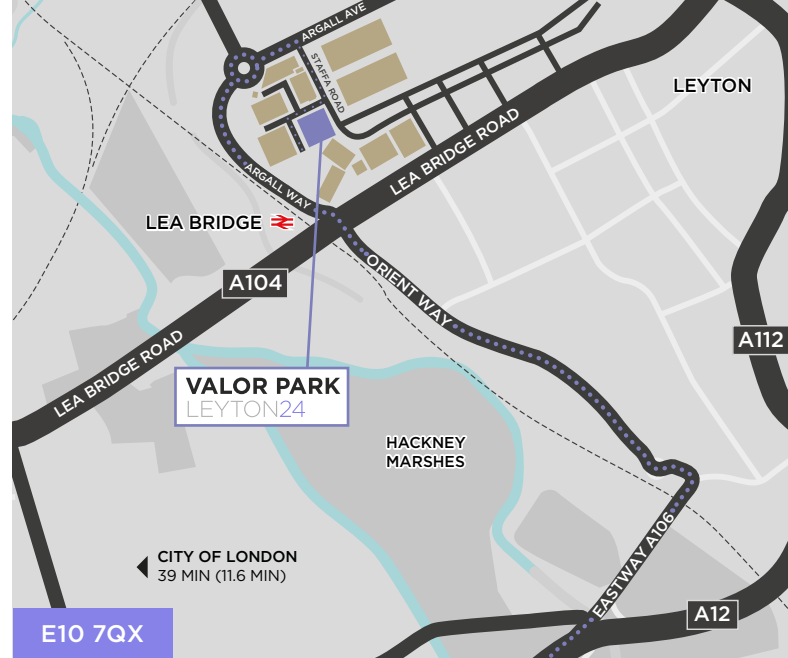 ARGALL AVE
STAFFA ROAD
LEYTON
LEA BRIDGE ROAD
ARGALL WAY
LEA BRIDGE
A104
ORIENT WAY
A112
LEA BRIDGE ROAD
VALOR PARK
LEYTON24
HACKNEY
MARSHES
EASTWAY A106
CITY OF LONDON
39 MIN (11.6 MIN)
A12
E10 7QX